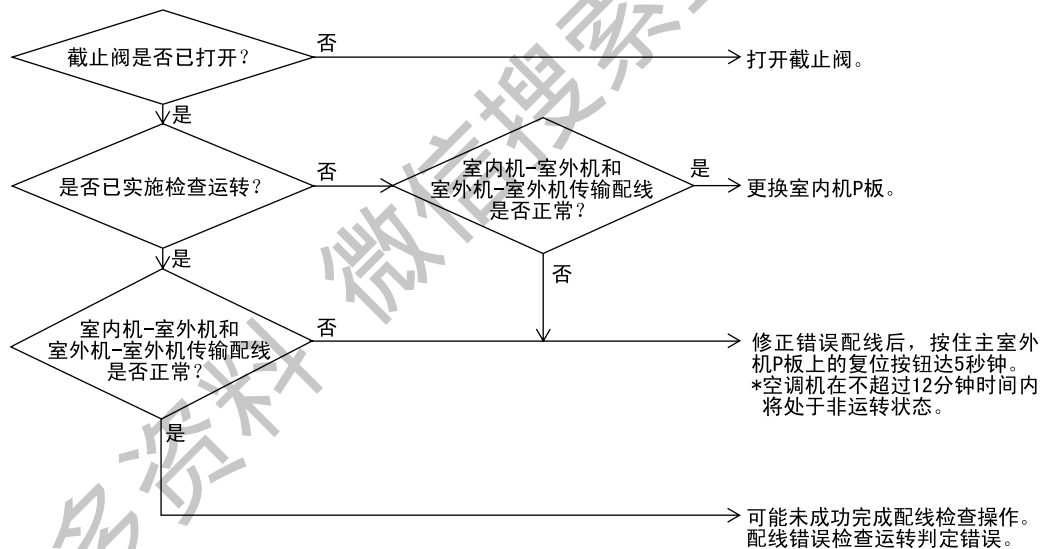 截止阀是否已打开？
否
打开截止阀。
是
是否已实施检查运转？
否
室内机-室外机和
室外机-室外机传输配线
是否正常？
是
更换室内机P板。
是
否
室内机-室外机和
室外机-室外机传输配线
是否正常？
否
修正错误配线后，按住主室外
机P板上的复位按钮达5秒钟。
*空调机在不超过12分钟时间内
将处于非运转状态。
是
可能未成功完成配线检查操作。
配线错误检查运转判定错误。
多资料 微信搜索